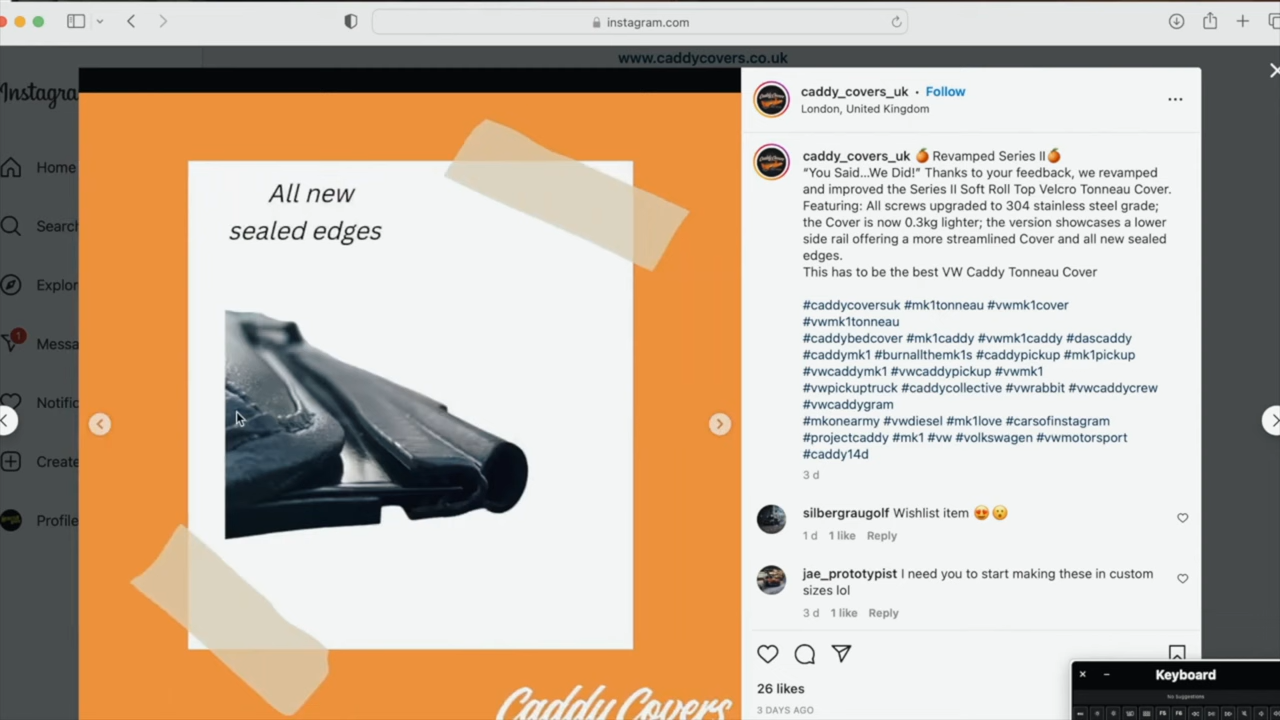 instagram.com
www.caddycovers.co.uk
Instagra
Home
Search
Explor
1
Messa
Notific
Create
Profile
All new
sealed edges
Caddy Covers
caddy_covers_uk • Follow
London, United Kingdom
caddy_covers_uk 🍊 Revamped Series II🍊
“You Said...We Did!” Thanks to your feedback, we revamped
and improved the Series II Soft Roll Top Velcro Tonneau Cover.
Featuring: All screws upgraded to 304 stainless steel grade;
the Cover is now 0.3kg lighter; the version showcases a lower
side rail offering a more streamlined Cover and all new sealed
edges.
This has to be the best VW Caddy Tonneau Cover
#caddycoversuk #mk1tonneau #vwmk1cover
#vwmk1tonneau
#caddybedcover #mk1caddy #vwmk1caddy #dascaddy
#caddymk1 #burnallthemk1s #caddypickup #mk1pickup
#vwcaddymk1 #vwcaddypickup #vwmk1
#vwpickuptruck #caddycollective #vwrabbit #vwcaddycrew
#vwcaddygram
#mkonearmy #vwdiesel #mk1love #carsofinstagram
#projectcaddy #mk1 #vw #volkswagen #vwmotorsport
#caddy14d
3 d
silbergraugolf Wishlist item 😍😮
1 d 1 like Reply
jae_prototypist I need you to start making these in custom
sizes lol
3 d 1 like Reply
26 likes
3 DAYS AGO
Keyboard
No Suggestions